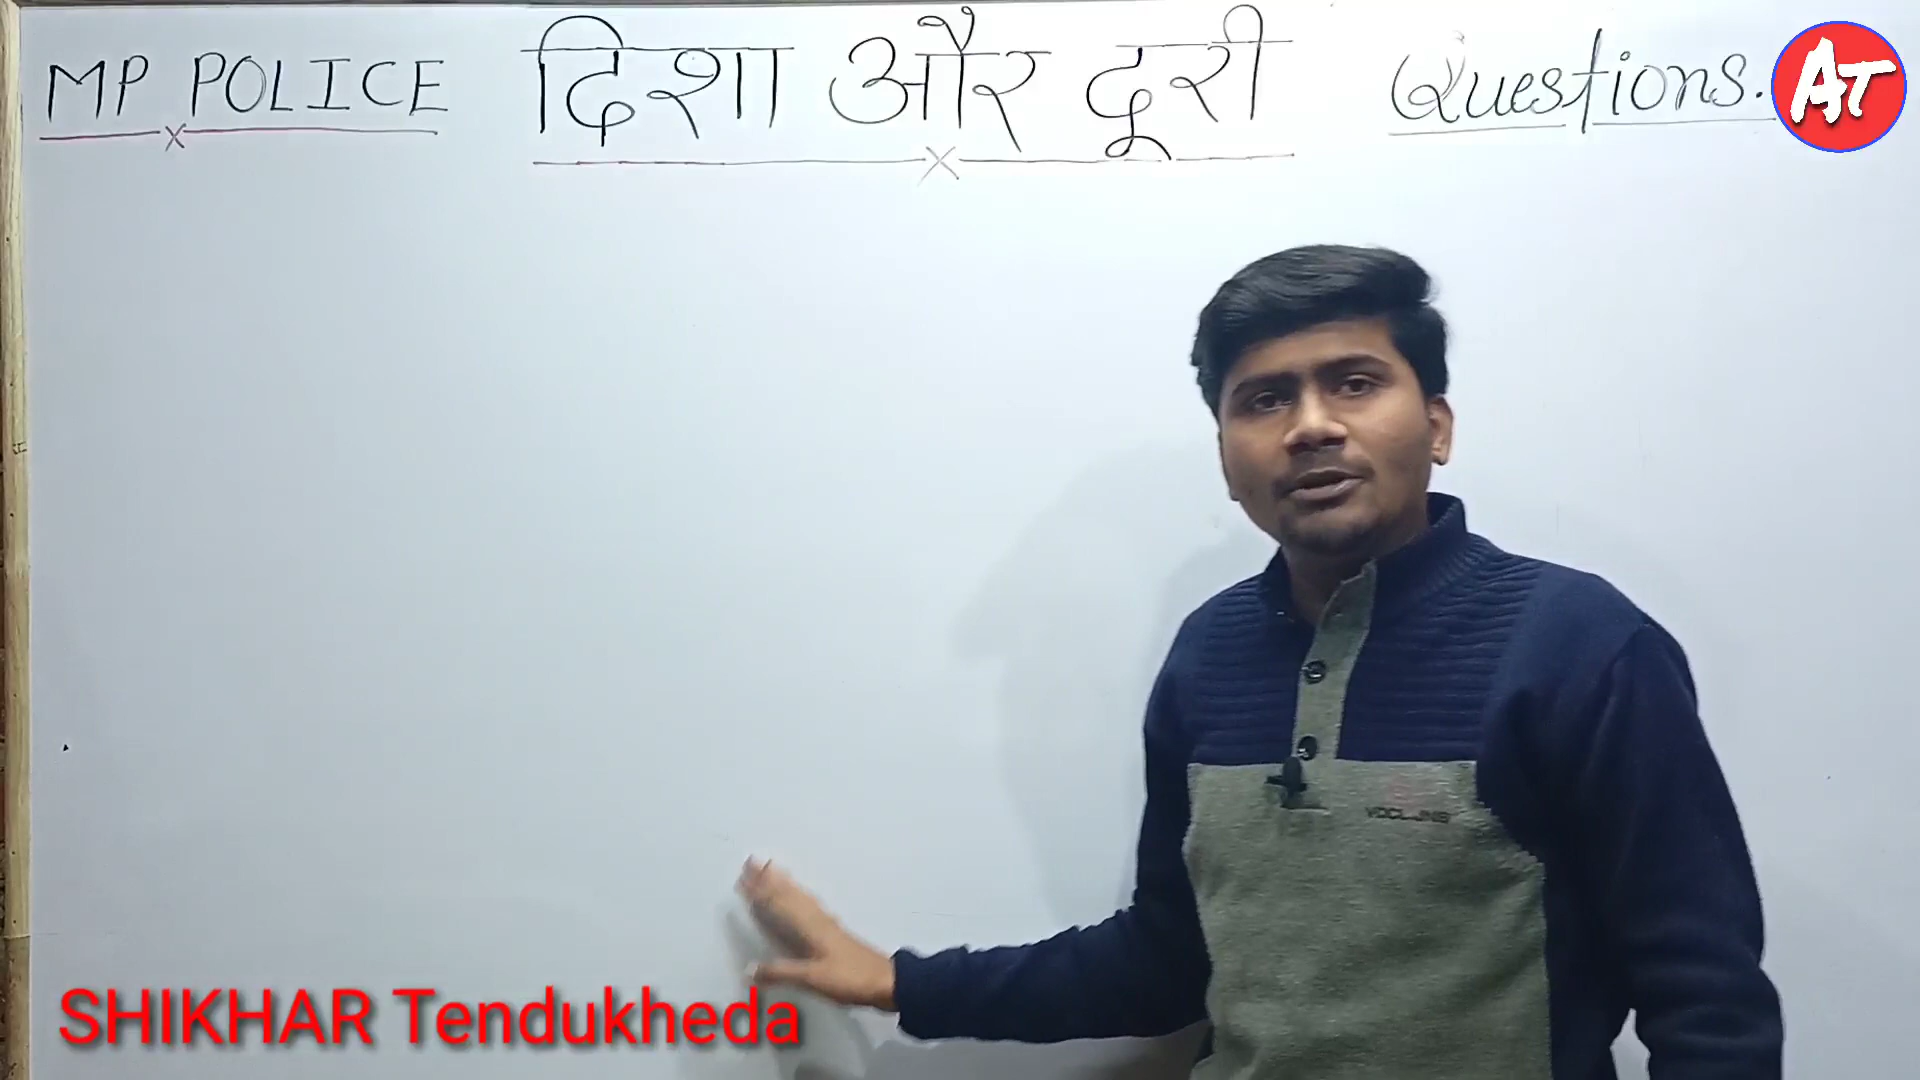 MP POLICE दिशा और दूरी Questions.
AT
SHIKHAR Tendukheda